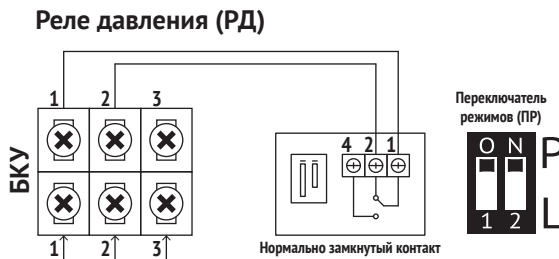 Реле давления (РД)
1 2 3
БКУ
1 2 3
4 2 1
Нормально замкнутый контакт
Переключатель
режимов (ПР)
O N
1 2
P
L